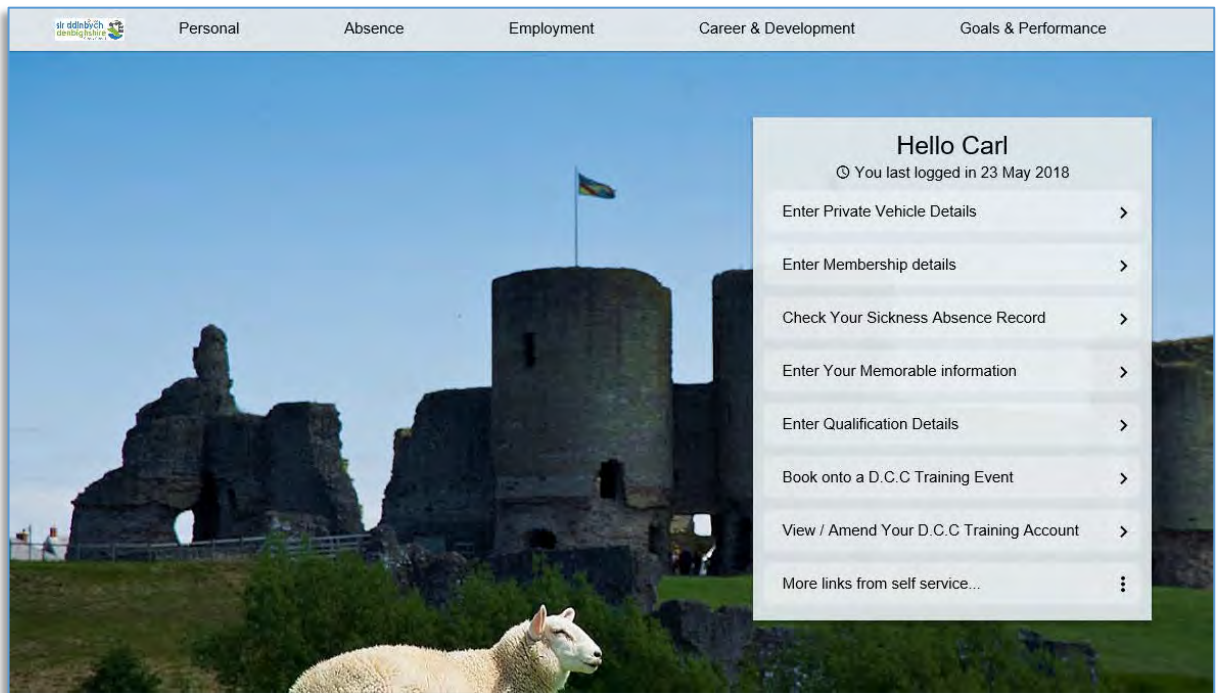 sir ddinbych
denbighshire
Personal
Absence
Employment
Career & Development
Goals & Performance
Hello Carl
You last logged in 23 May 2018
Enter Private Vehicle Details
Enter Membership details
Check Your Sickness Absence Record
Enter Your Memorable information
Enter Qualification Details
Book onto a D.C.C Training Event
View / Amend Your D.C.C Training Account
More links from self service...